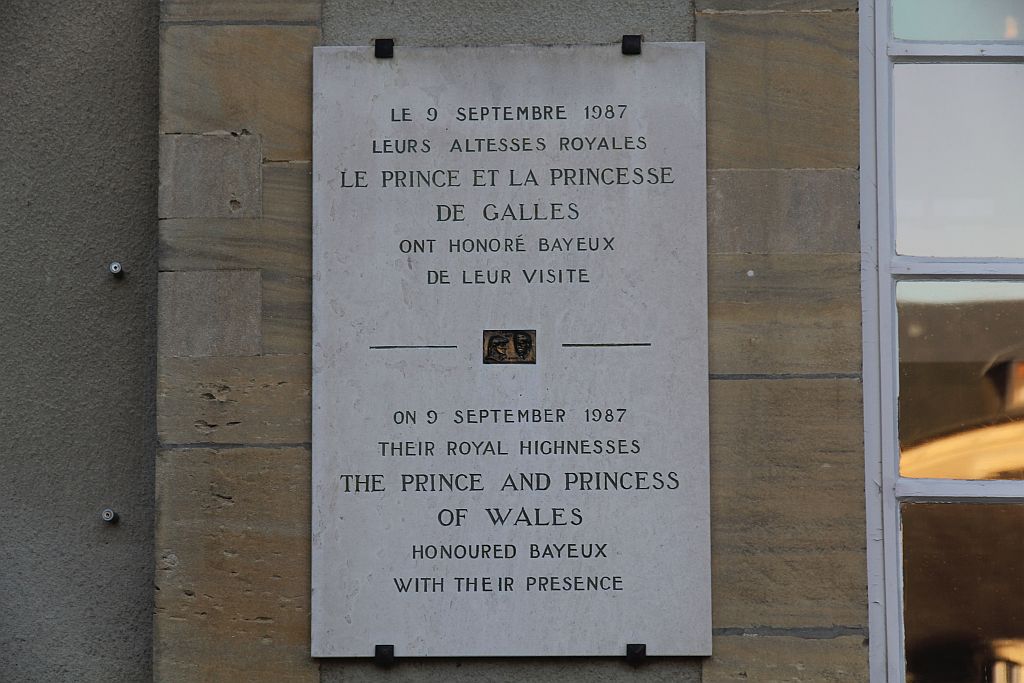 LE 9 SEPTEMBRE 1987
LEURS ALTESSES ROYALES
LE PRINCE ET LA PRINCESSE
DE GALLES
ONT HONORÉ BAYEUX
DE LEUR VISITE
ON 9 SEPTEMBER 1987
THEIR ROYAL HIGHNESSES
THE PRINCE AND PRINCESS
OF WALES
HONOURED BAYEUX
WITH THEIR PRESENCE